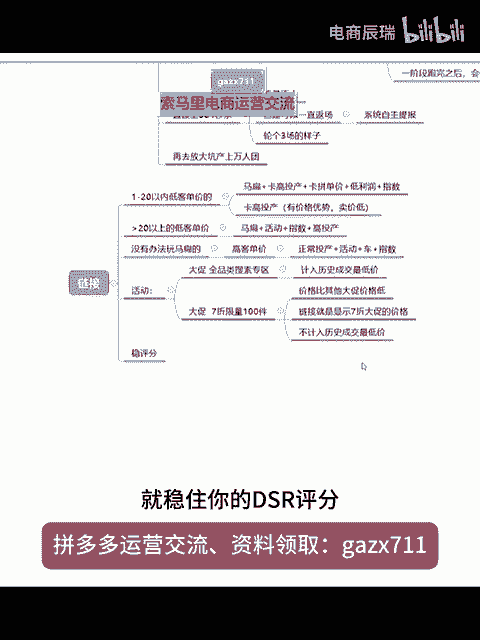 电商辰瑞 bilibili
一阶段跑完之后，会
gazx711
索马里电商运营交流
一直返场
系统自主提报
轮个3场的样子
再去放大坑产上万人团
1-20以内低客单价的
马扁+卡高投产+卡拼单价+低利润+指数
卡高投产（有价格优势，卖价低）
>20以上的低客单价
马扁+活动+指数+高投产
没有办法玩马扁的
高客单价
正常投产+活动+车+指数
链接
活动：
大促 全品类搜索专区
计入历史成交最低价
大促 7折限量100件
价格比其他大促价格低
链接就是显示7折大促的价格
不计入历史成交最低价
稳评分
就稳住你的DSR评分
拼多多运营交流、资料领取：gazx711